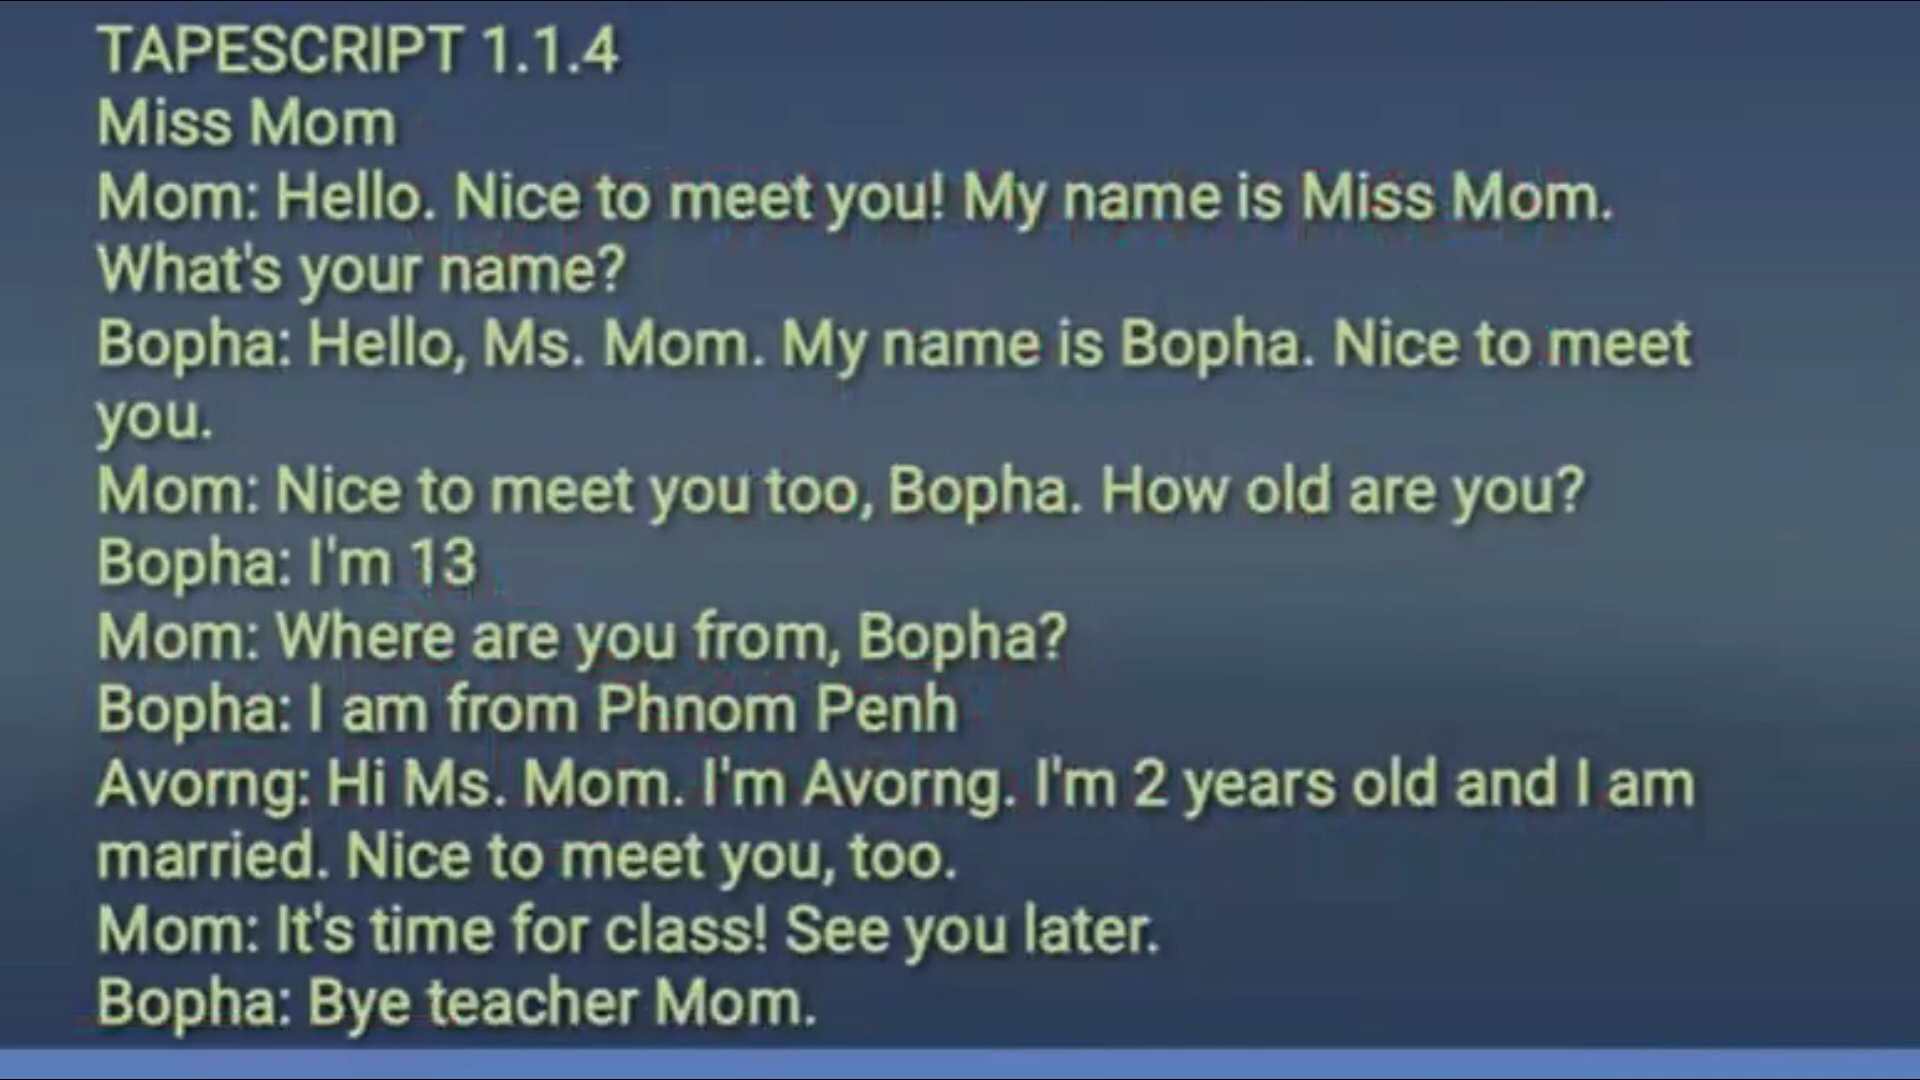 TAPESCRIPT 1.1.4
Miss Mom
Mom: Hello. Nice to meet you! My name is Miss Mom.
What's your name?
Bopha: Hello, Ms. Mom. My name is Bopha. Nice to meet
you.
Mom: Nice to meet you too, Bopha. How old are you?
Bopha: I'm 13
Mom: Where are you from, Bopha?
Bopha: I am from Phnom Penh
Avorng: Hi Ms. Mom. I'm Avorng. I'm 2 years old and I am
married. Nice to meet you, too.
Mom: It's time for class! See you later.
Bopha: Bye teacher Mom.